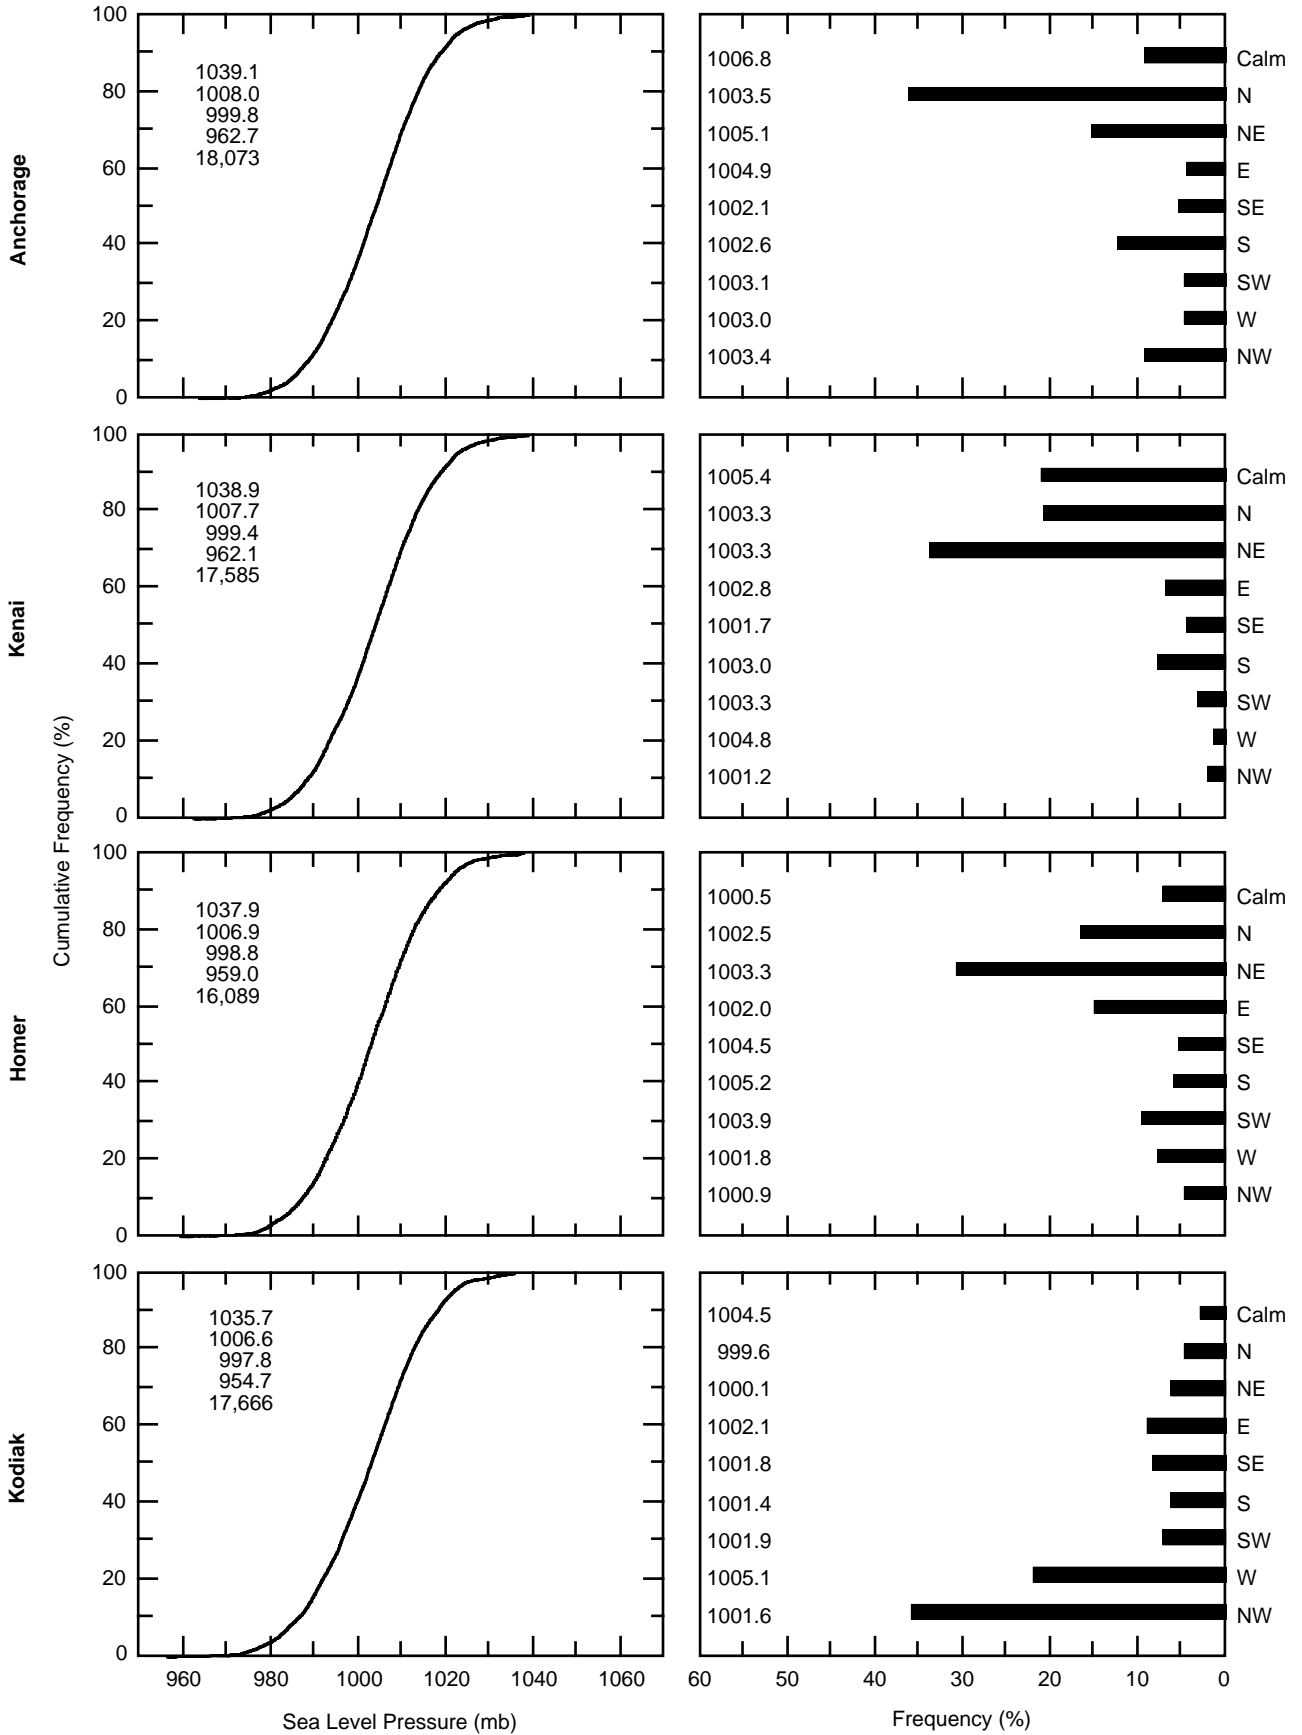 Anchorage
100
80
60
40
20
0
1039.1
1008.0
999.8
962.7
18,073
1006.8 Calm
1003.5 N
1005.1 NE
1004.9 E
1002.1 SE
1002.6 S
1003.1 SW
1003.0 W
1003.4 NW
Kenai
100
80
60
40
20
0
1038.9
1007.7
999.4
962.1
17,585
1005.4 Calm
1003.3 N
1003.3 NE
1002.8 E
1001.7 SE
1003.0 S
1003.3 SW
1004.8 W
1001.2 NW
Cumulative Frequency (%)
Homer
100
80
60
40
20
0
1037.9
1006.9
998.8
959.0
16,089
1000.5 Calm
1002.5 N
1003.3 NE
1002.0 E
1004.5 SE
1005.2 S
1003.9 SW
1001.8 W
1000.9 NW
Kodiak
100
80
60
40
20
0
1035.7
1006.6
997.8
954.7
17,666
1004.5 Calm
999.6 N
1000.1 NE
1002.1 E
1001.8 SE
1001.4 S
1001.9 SW
1005.1 W
1001.6 NW
960 980 1000 1020 1040 1060
60 50 40 30 20 10 0
Sea Level Pressure (mb)
Frequency (%)